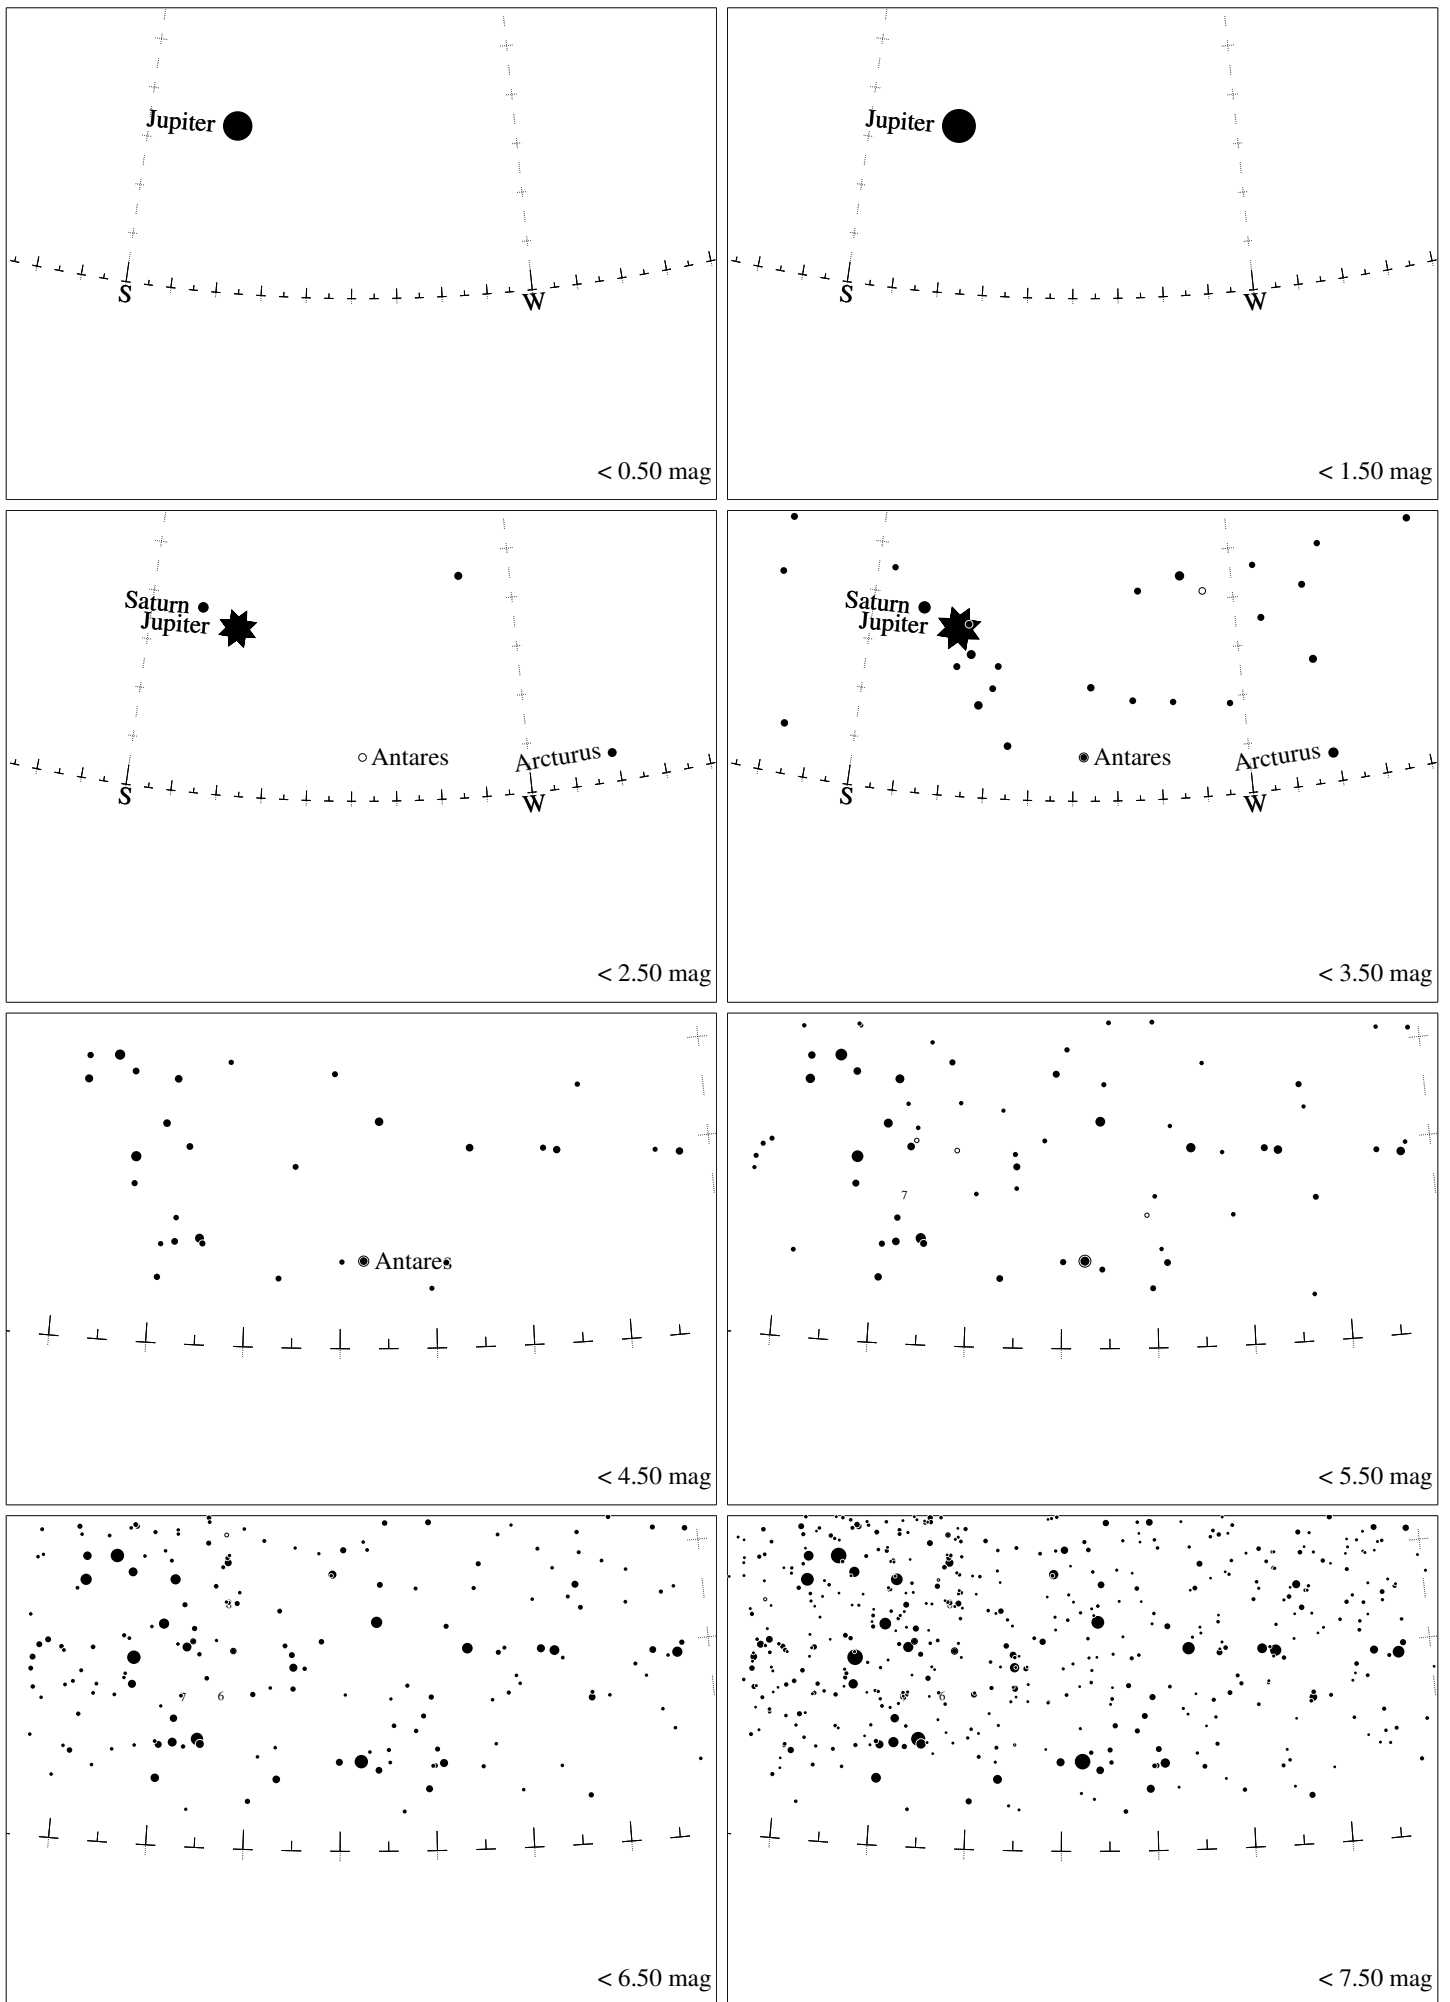 Jupiter
S
W
< 0.50 mag
Jupiter
S
W
< 1.50 mag
Saturn
Jupiter
Antares
Arcturus
S
W
< 2.50 mag
Saturn
Jupiter
Antares
Arcturus
S
W
< 3.50 mag
Antares
< 4.50 mag
7
< 5.50 mag
7
6
< 6.50 mag
6
< 7.50 mag